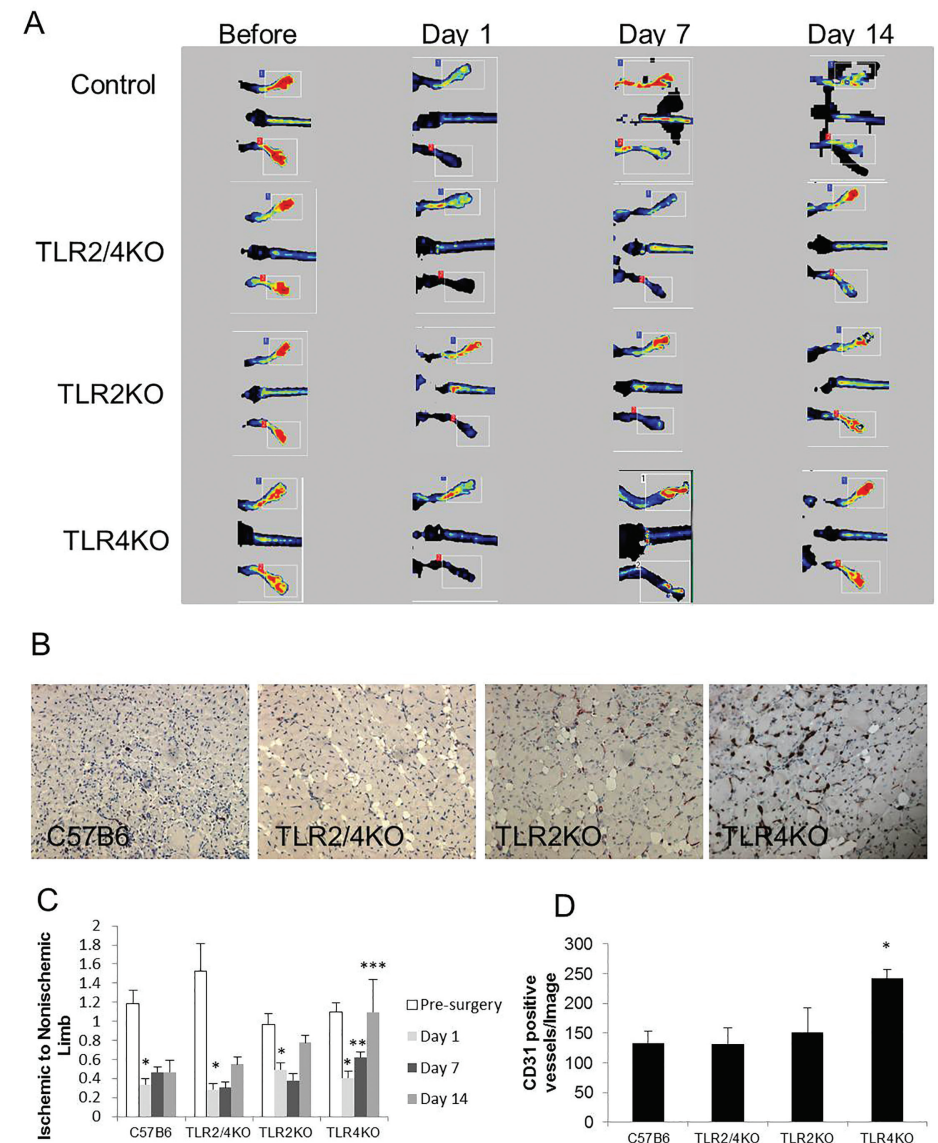 A
Before Day 1 Day 7 Day 14
Control
TLR2/4KO
TLR2KO
TLR4KO
B
C57B6 TLR2/4KO TLR2KO TLR4KO
C
Ischemic to Nonischemic
Limb
2
1.8
1.6
1.4
1.2
1
0.8
0.6
0.4
0.2
0
* * * * ** ***
C57B6 TLR2/4KO TLR2KO TLR4KO
Pre-surgery
Day 1
Day 7
Day 14
D
CD31 positive
vessels/Image
300
250
200
150
100
50
0
*
C57B6 TLR2/4KO TLR2KO TLR4KO